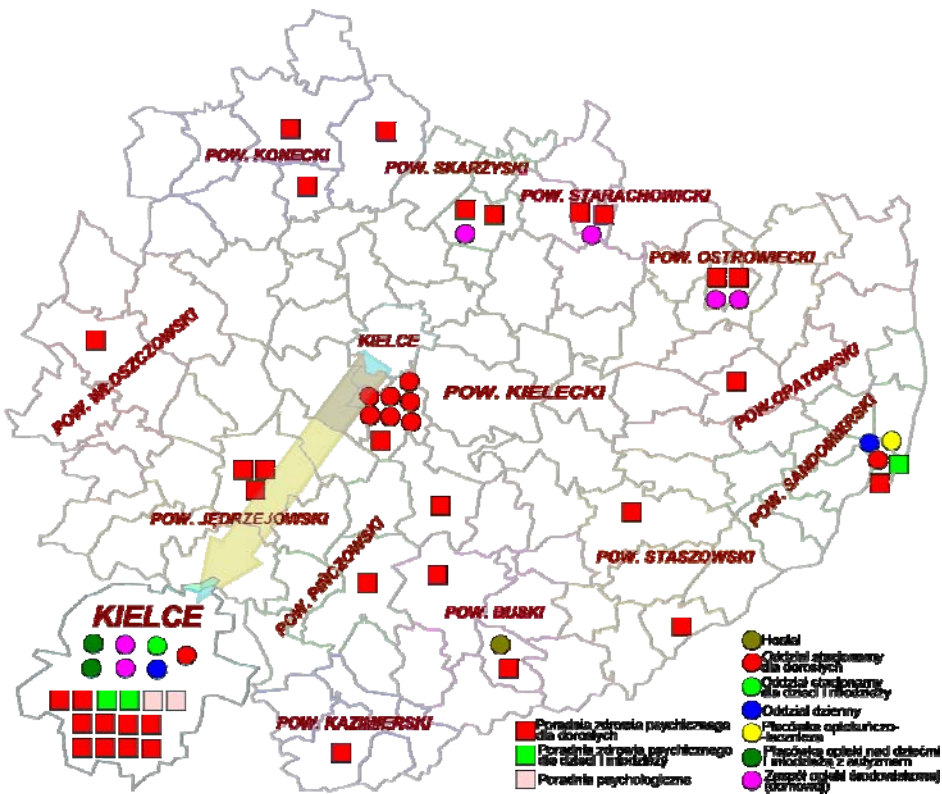 POW. KONECKI
POW. SKARŻYSKI
POW. STARACHOWICKI
POW. OSTROWIECKI
POW. WŁOSZCZOWSKI
KIELCE
POW. KIELECKI
POW.OPATOWSKI
POW. SANDOMIERSKI
POW. JĘDRZEJOWSKI
POW. PIŃCZOWSKI
POW. STASZOWSKI
POW. BUSKI
KIELCE
POW. KAZIMIERSKI
Poradnia zdrowia psychicznego
dla dorosłych
Poradnia zdrowia psychicznego
dla dzieci i młodzieży
Poradnia psychologiczna
Hostel
Oddział stacjonarny
dla dorosłych
Oddział stacjonarny
dla dzieci i młodzieży
Oddział dzienny
Placówka opiekuńczo-
-lecznicza
Placówka opieki nad dziećmi
i młodzieżą z autyzmem
Zespół opieki środowiskowej
(domowej)